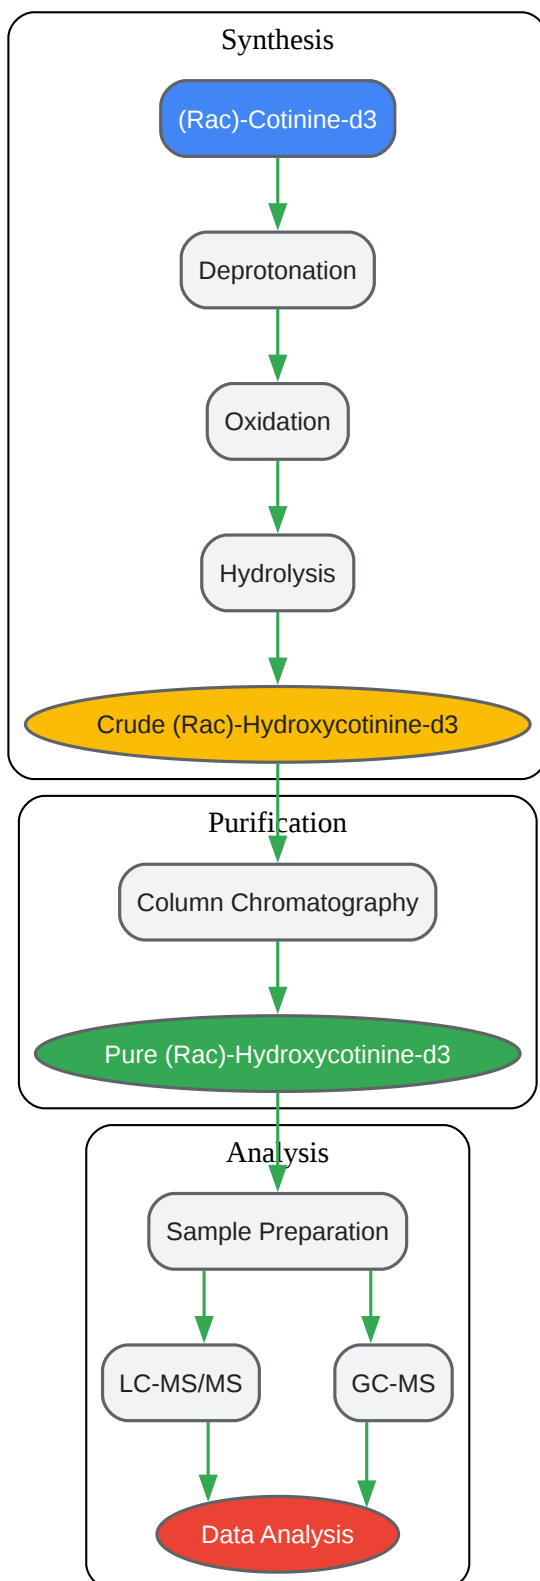 Synthesis
(Rac)-Cotinine-d3
Deprotonation
Oxidation
Hydrolysis
Crude (Rac)-Hydroxycotinine-d3
Purification
Column Chromatography
Pure (Rac)-Hydroxycotinine-d3
Analysis
Sample Preparation
LC-MS/MS
GC-MS
Data Analysis